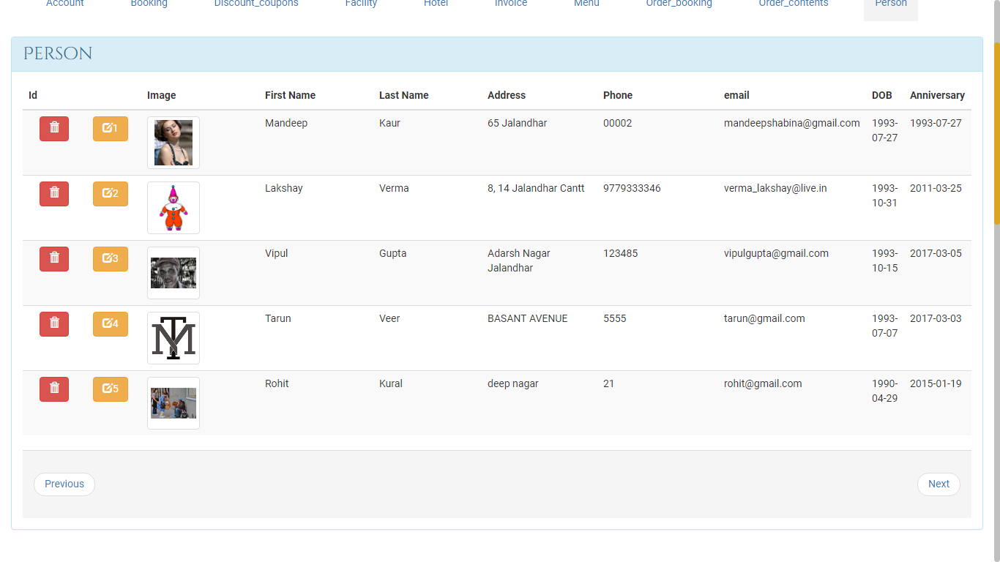 Account Booking Discount_coupons Facility Hotel Invoice Menu Order_booking Order_contents Person
PERSON
Id Image First Name Last Name Address Phone email DOB Anniversary
1 Mandeep Kaur 65 Jalandhar 00002 mandeepshabina@gmail.com 1993- 1993-07-27
07-27
2 Lakshay Verma 8, 14 Jalandhar Cantt 9779333346 verma_lakshay@live.in 1993- 2011-03-25
10-31
3 Vipul Gupta Adarsh Nagar 123485 vipulgupta@gmail.com 1993- 2017-03-05
Jalandhar 10-15
4 Tarun Veer BASANT AVENUE 5555 tarun@gmail.com 1993- 2017-03-03
07-07
5 Rohit Kural deep nagar 21 rohit@gmail.com 1990- 2015-01-19
04-29
Previous Next